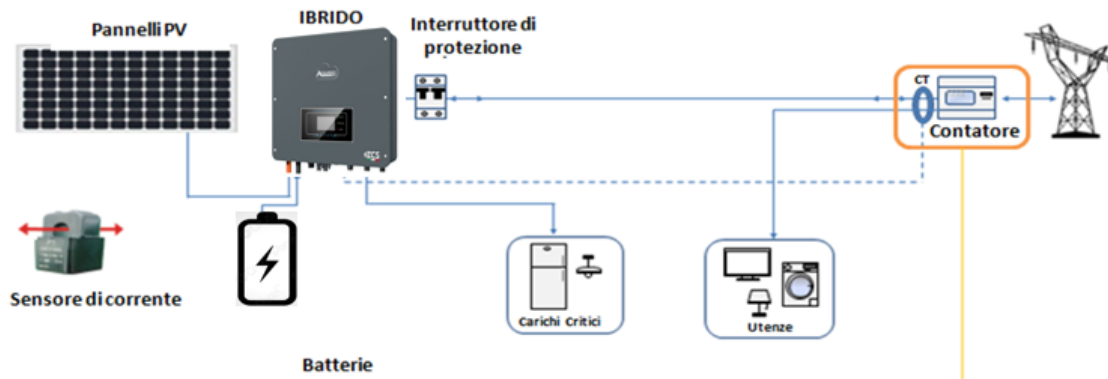 Pannelli PV
IBRIDO
Interruttore di
protezione
CT
Contatore
Sensore di corrente
Carichi Critici
Utenze
Batterie